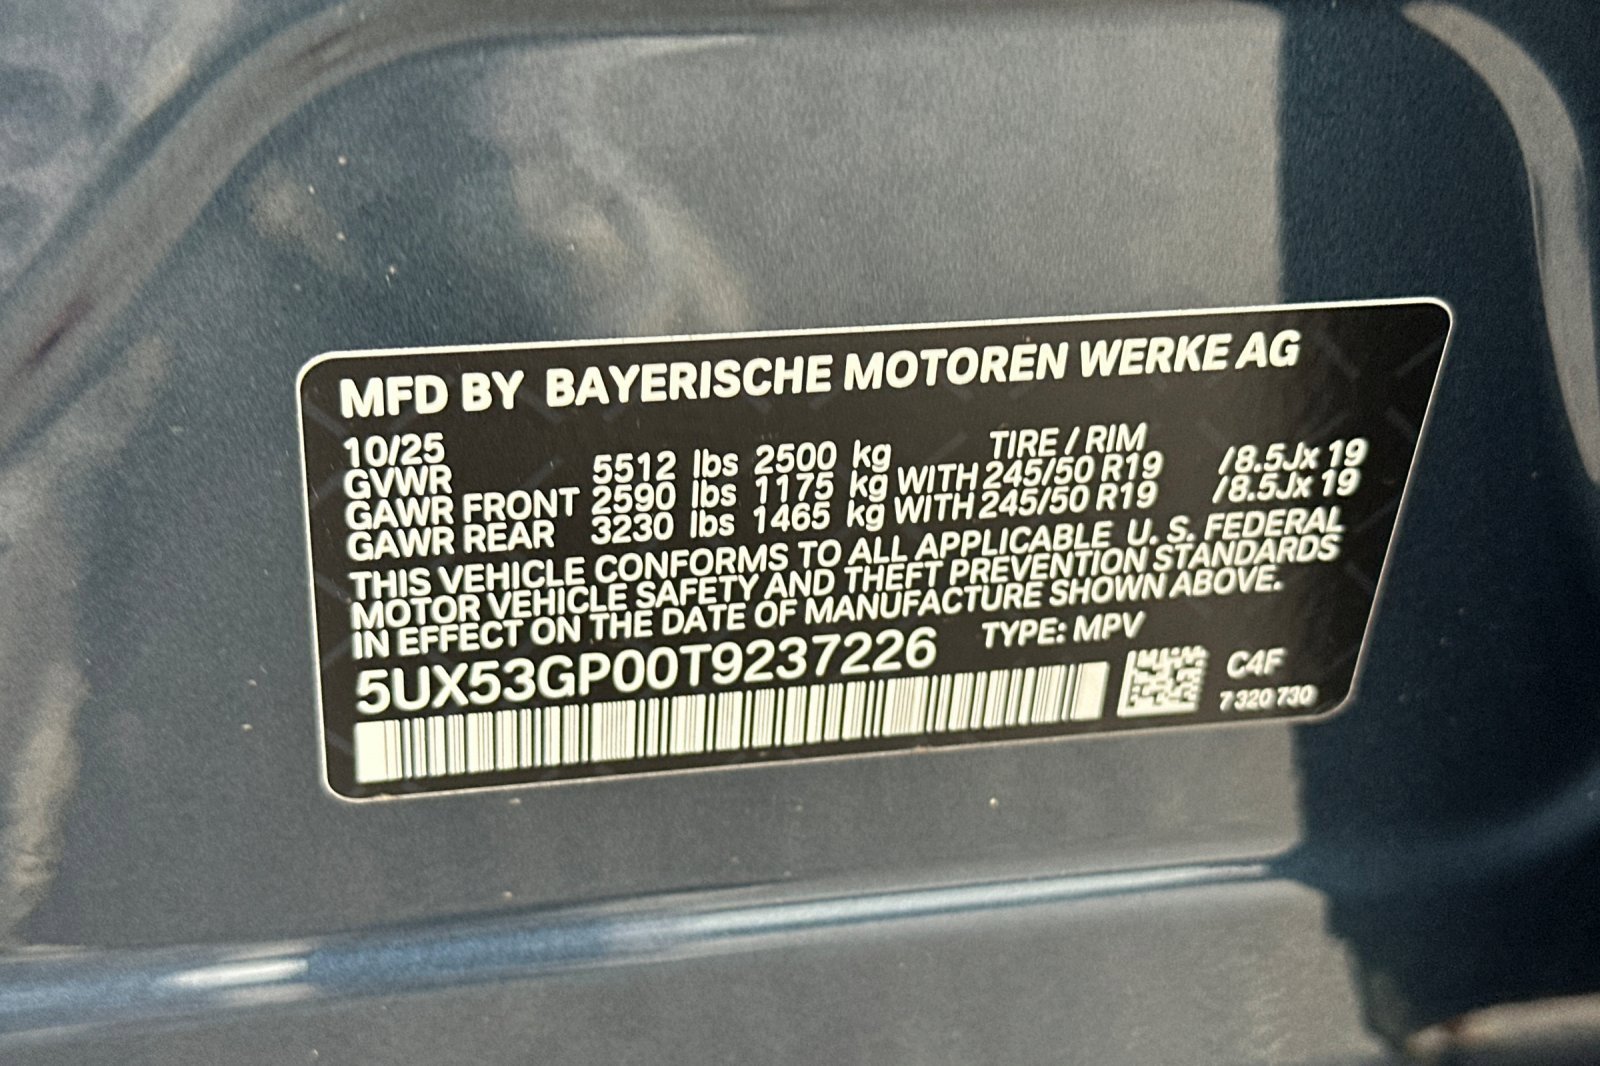 MFD BY BAYERISCHE MOTOREN WERKE AG
10/25 TIRE / RIM
GVWR 5512 lbs 2500 kg
GAWR FRONT 2590 lbs 1175 kg WITH 245/50 R19 /8.5Jx 19
GAWR REAR 3230 lbs 1465 kg WITH 245/50 R19 /8.5Jx 19
THIS VEHICLE CONFORMS TO ALL APPLICABLE U. S. FEDERAL
MOTOR VEHICLE SAFETY AND THEFT PREVENTION STANDARDS
IN EFFECT ON THE DATE OF MANUFACTURE SHOWN ABOVE.
5UX53GP00T9237226 TYPE: MPV
C4F
7 320 730